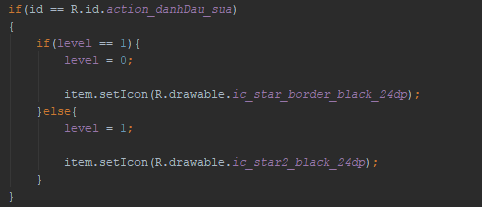 if(id == R.id.action_danhDau_sua)
{
if(level == 1){
level = 0;
item.setIcon(R.drawable.ic_star_border_black_24dp);
}else{
level = 1;
item.setIcon(R.drawable.ic_star2_black_24dp);
}
}